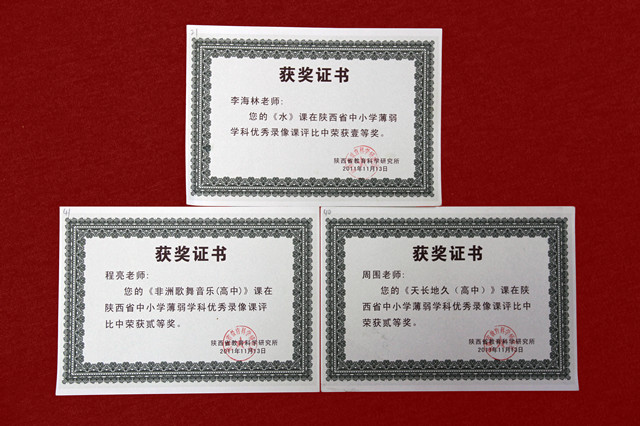 获奖证书
李海林老师：
您的《水》课在陕西省中小学薄弱
学科优秀录像课评比中荣获壹等奖。
陕西省教育科学研究所
2011年11月13日
获奖证书
程亮老师：
您的《非洲歌舞音乐(高中)》课在
陕西省中小学薄弱学科优秀录像课评
比中荣获贰等奖。
陕西省教育科学研究所
2011年11月13日
获奖证书
周围老师：
您的《天长地久（高中）》课在陕西
省中小学薄弱学科优秀录像课评比中
荣获贰等奖。
陕西省教育科学研究所
2011年11月13日